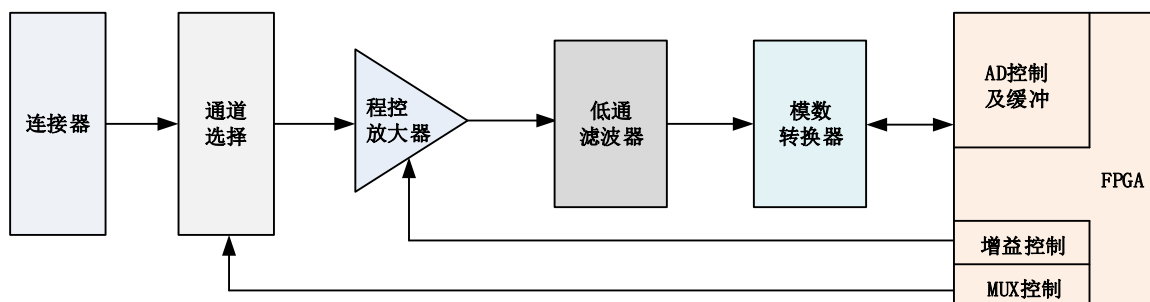 连接器
通道
选择
程控
放大器
低通
滤波器
模数
转换器
AD控制
及缓冲
FPGA
增益控制
MUX控制